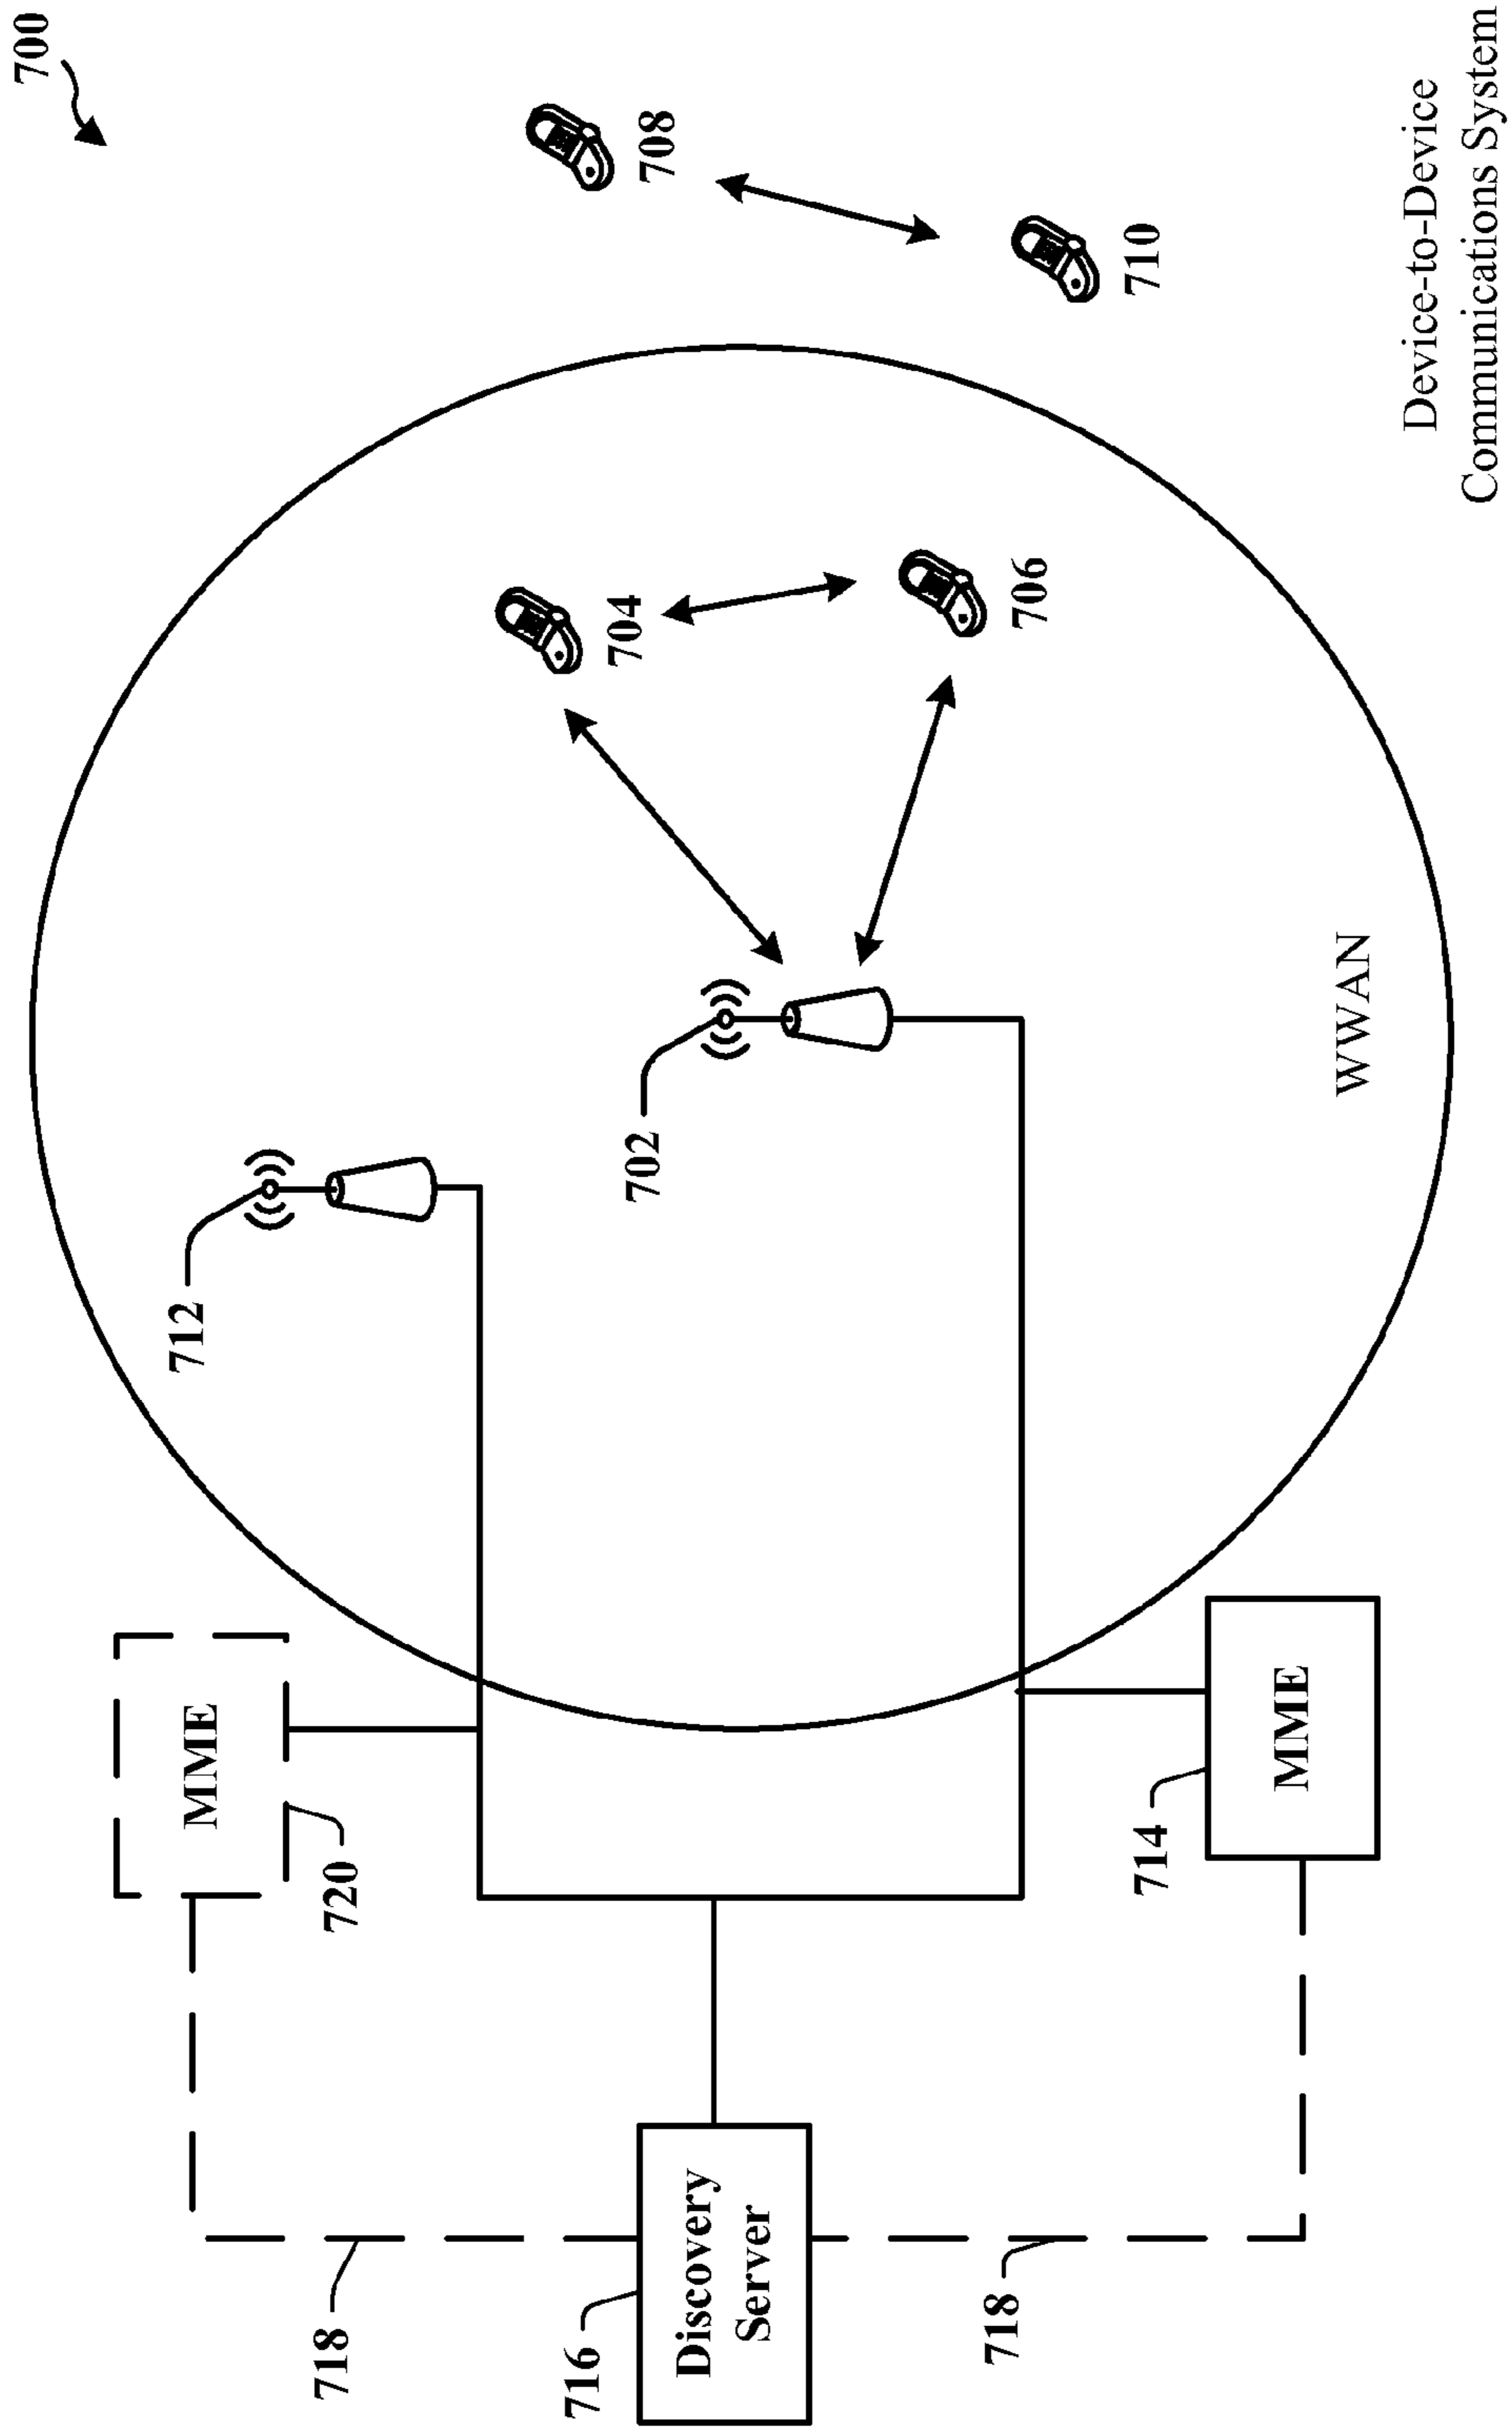 700
708
710
704
706
712
702
WWAN
MME
720
MME
714
718
716
Discovery
Server
718
Device-to-Device
Communications System